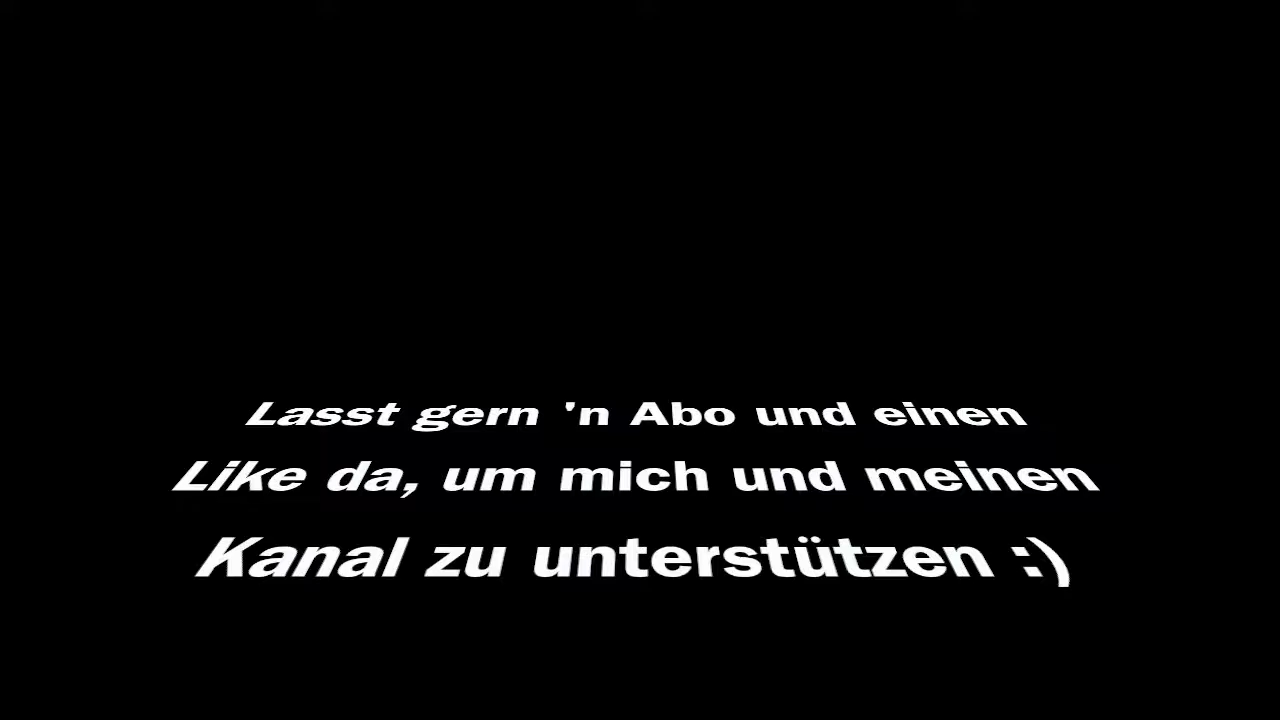 Lasst gern 'n Abo und einen
Like da, um mich und meinen
Kanal zu unterstützen :)